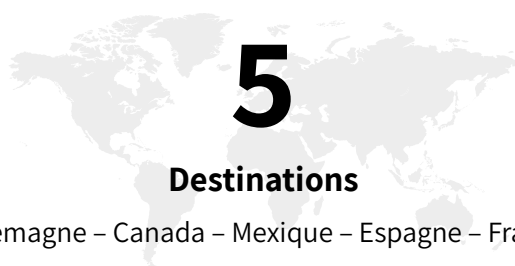 5
Destinations
emagne – Canada – Mexique – Espagne – Fra